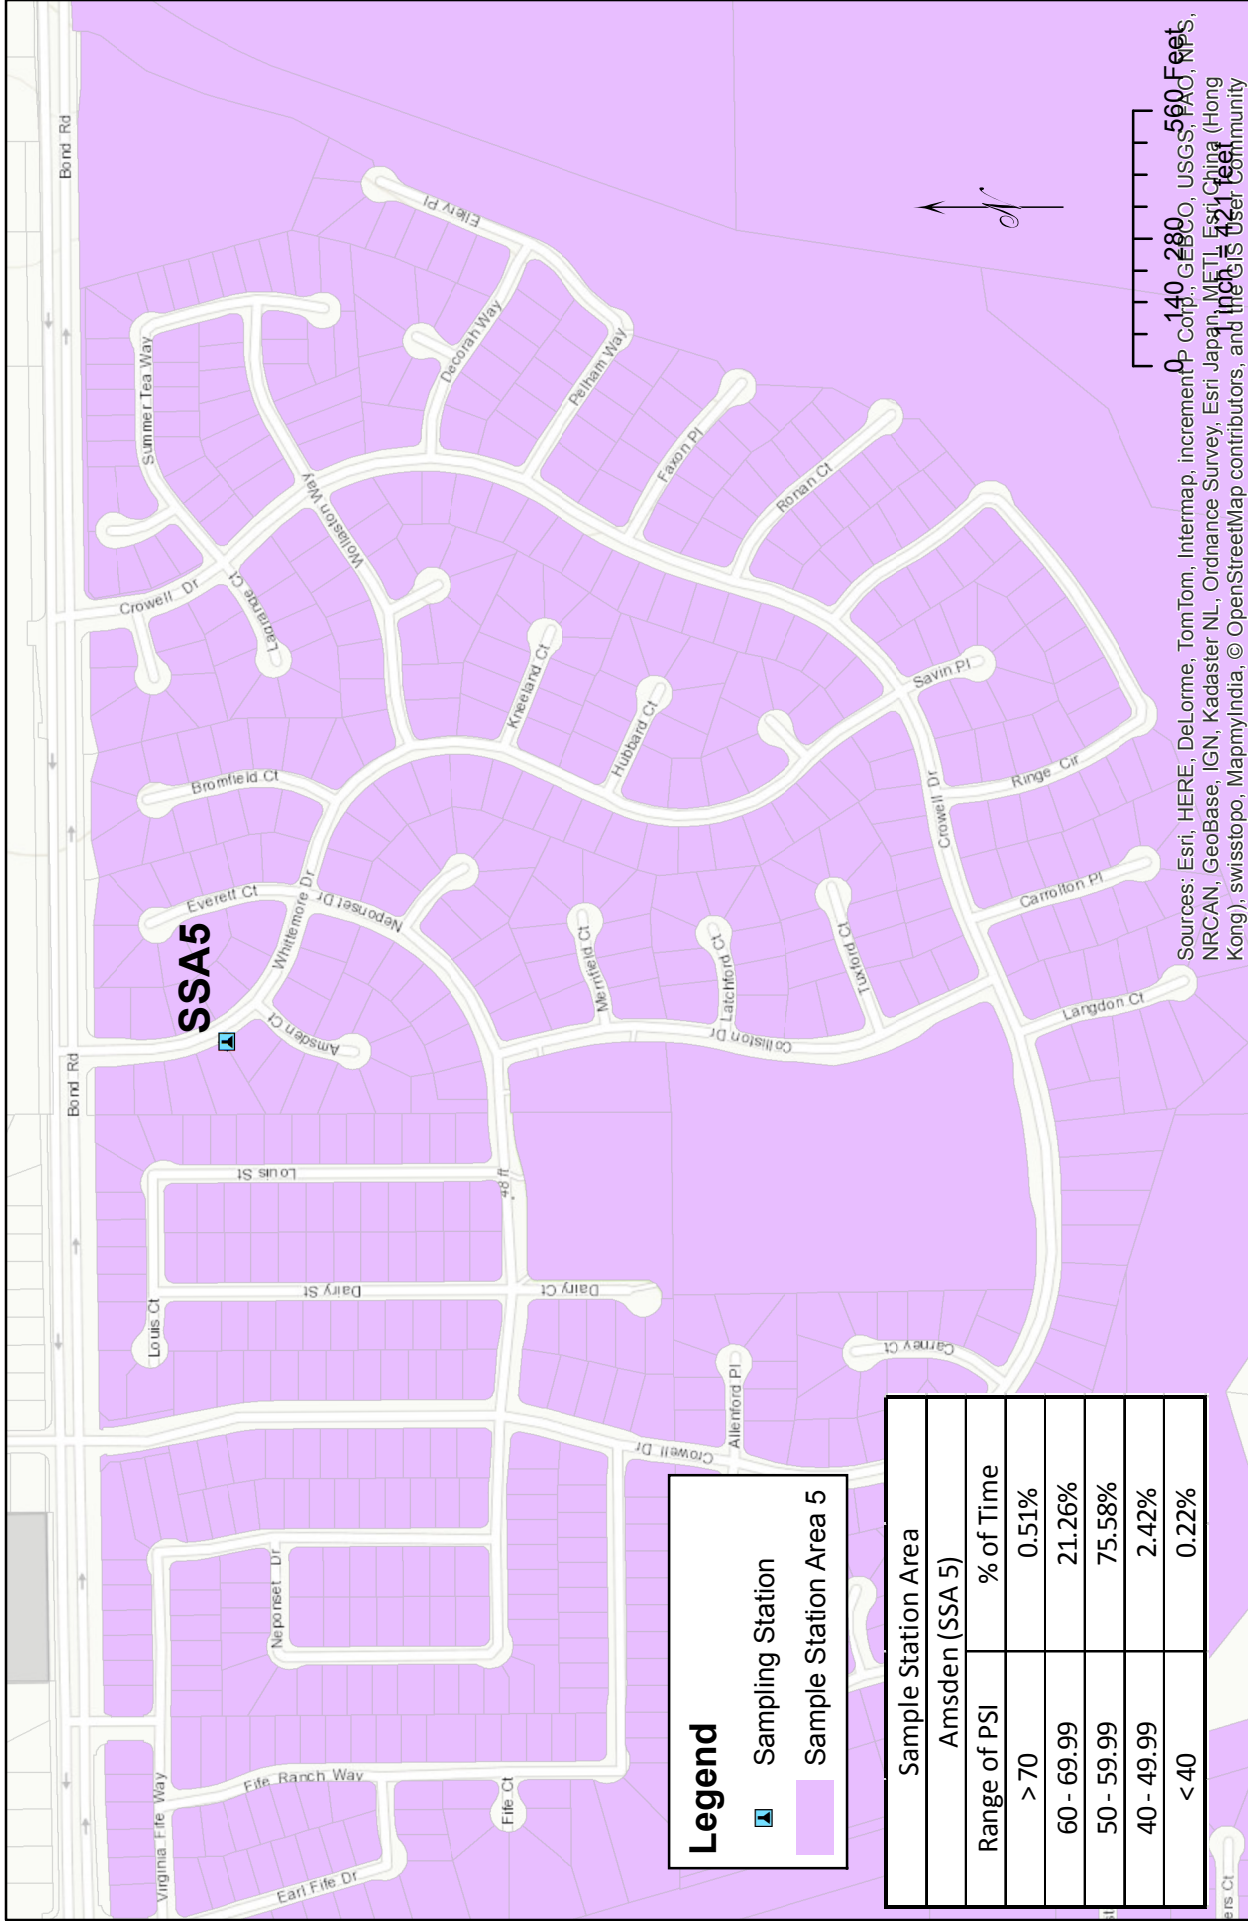 Bond Rd
Bond Rd
Summer Tea Way
Ellery Pl
Decorah Way
Pelham Way
Wollaston Way
Crowell Dr
Lagrange Ct
Faxon Pl
Ronan Ct
Kneeland Ct
Hubbard Ct
Savin Pl
Bromfield Ct
Everett Ct
Whittemore Dr
Neponset Dr
SSA5
Amsden Ct
Merrifield Ct
Latchford Ct
Tuxford Ct
Colliston Dr
Crowell Dr
Ringe Cir
Carrolton Pl
Langdon Ct
Louis St
48 ft
Dairy St
Dairy Ct
Louis Ct
Carney Ct
Allenford Pl
Crowell Dr
Neponset Dr
Fife Ranch Way
Virginia Fife Way
Fife Ct
Earl Fife Dr
ers Ct
st
Legend
Sampling Station
Sample Station Area 5
Sample Station Area
Amsden (SSA 5)
Range of PSI % of Time
> 70 0.51%
60 - 69.99 21.26%
50 - 59.99 75.58%
40 - 49.99 2.42%
< 40 0.22%
N
0 140 280 560 Feet
1 inch = 421 feet
Sources: Esri, HERE, DeLorme, TomTom, Intermap, increment P Corp., GEBCO, USGS, FAO, NPS,
NRCAN, GeoBase, IGN, Kadaster NL, Ordnance Survey, Esri Japan, METI, Esri China (Hong
Kong), swisstopo, MapmyIndia, © OpenStreetMap contributors, and the GIS User Community